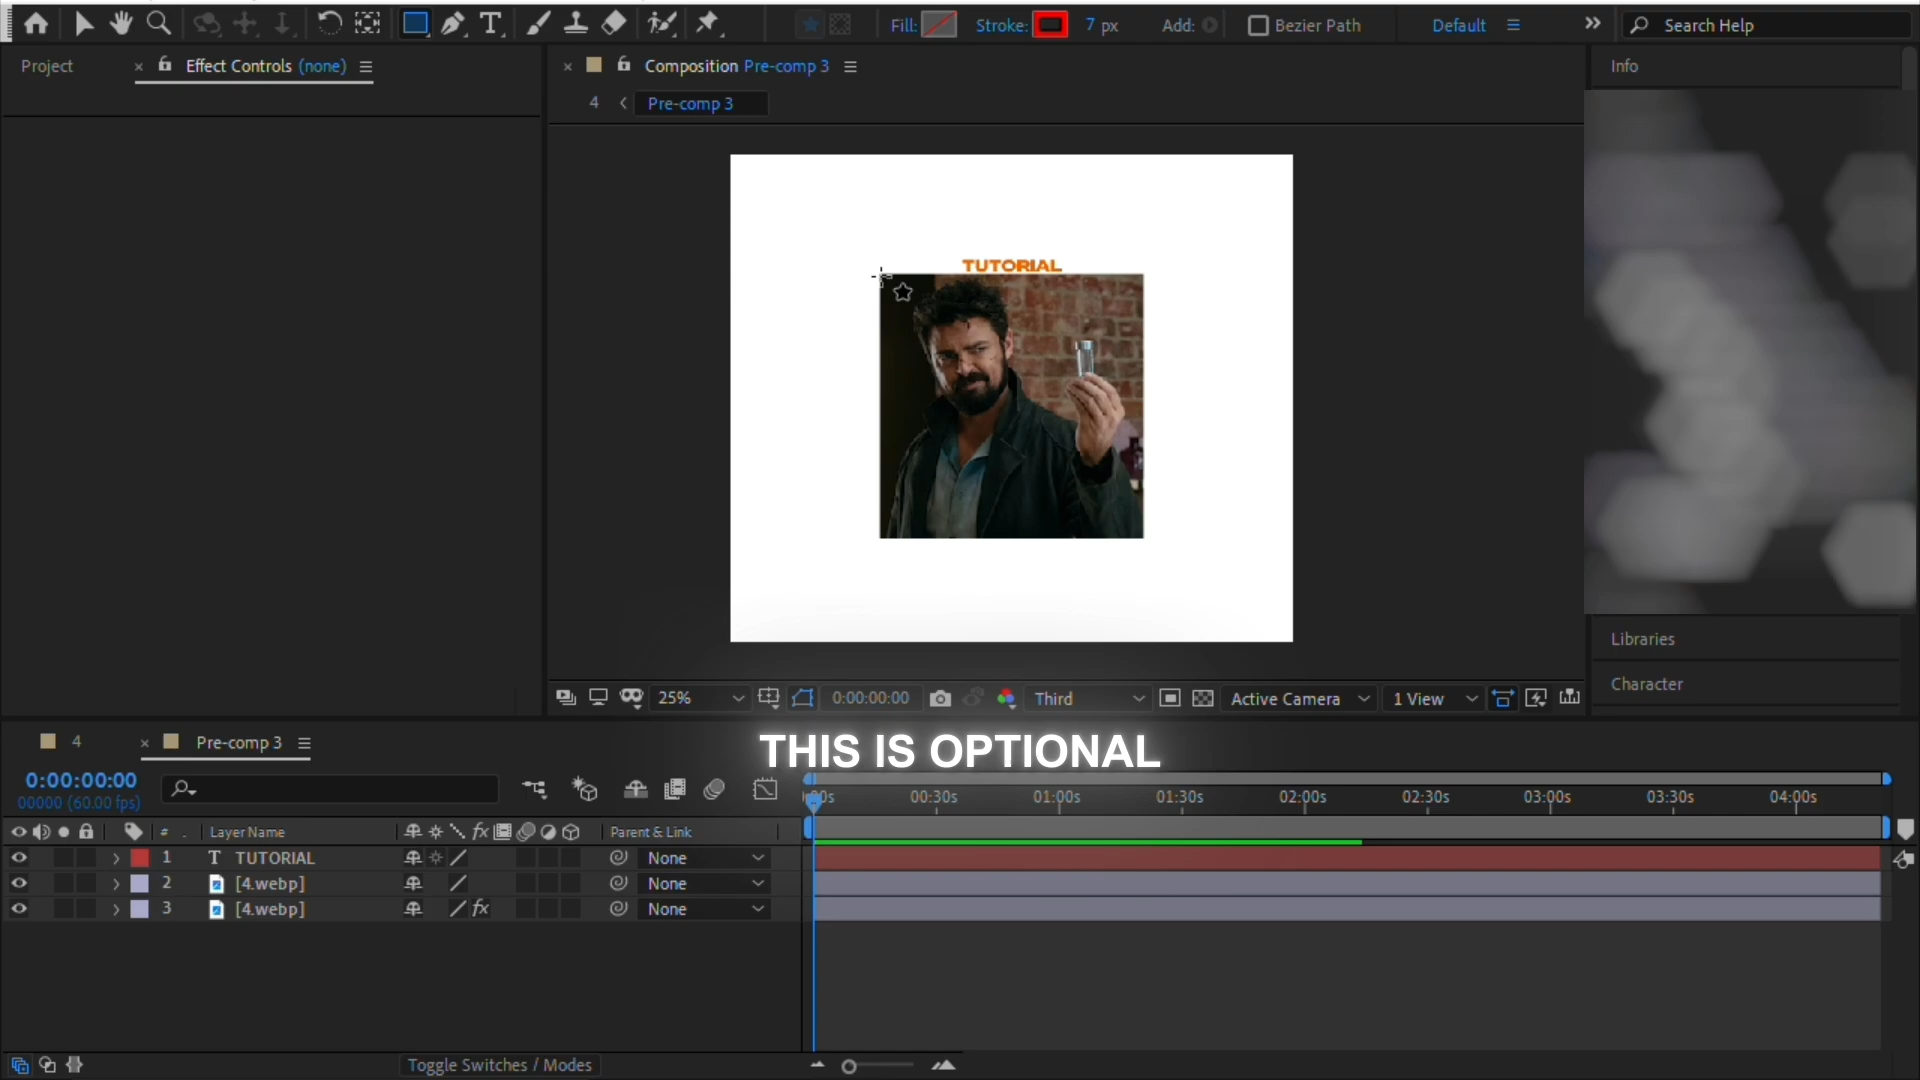 Fill:
Stroke:
7 px
Add:
Bezier Path
Default
Search Help
Project
Effect Controls (none)
Composition Pre-comp 3
Info
4
Pre-comp 3
TUTORIAL
Libraries
Character
25%
0:00:00:00
Third
Active Camera
1 View
4
Pre-comp 3
THIS IS OPTIONAL
0:00:00:00
00000 (60.00 fps)
00:30s
01:00s
01:30s
02:00s
02:30s
03:00s
03:30s
04:00s
#
Layer Name
fx
Parent & Link
1
T
TUTORIAL
None
2
[4.webp]
None
3
[4.webp]
fx
None
Toggle Switches / Modes